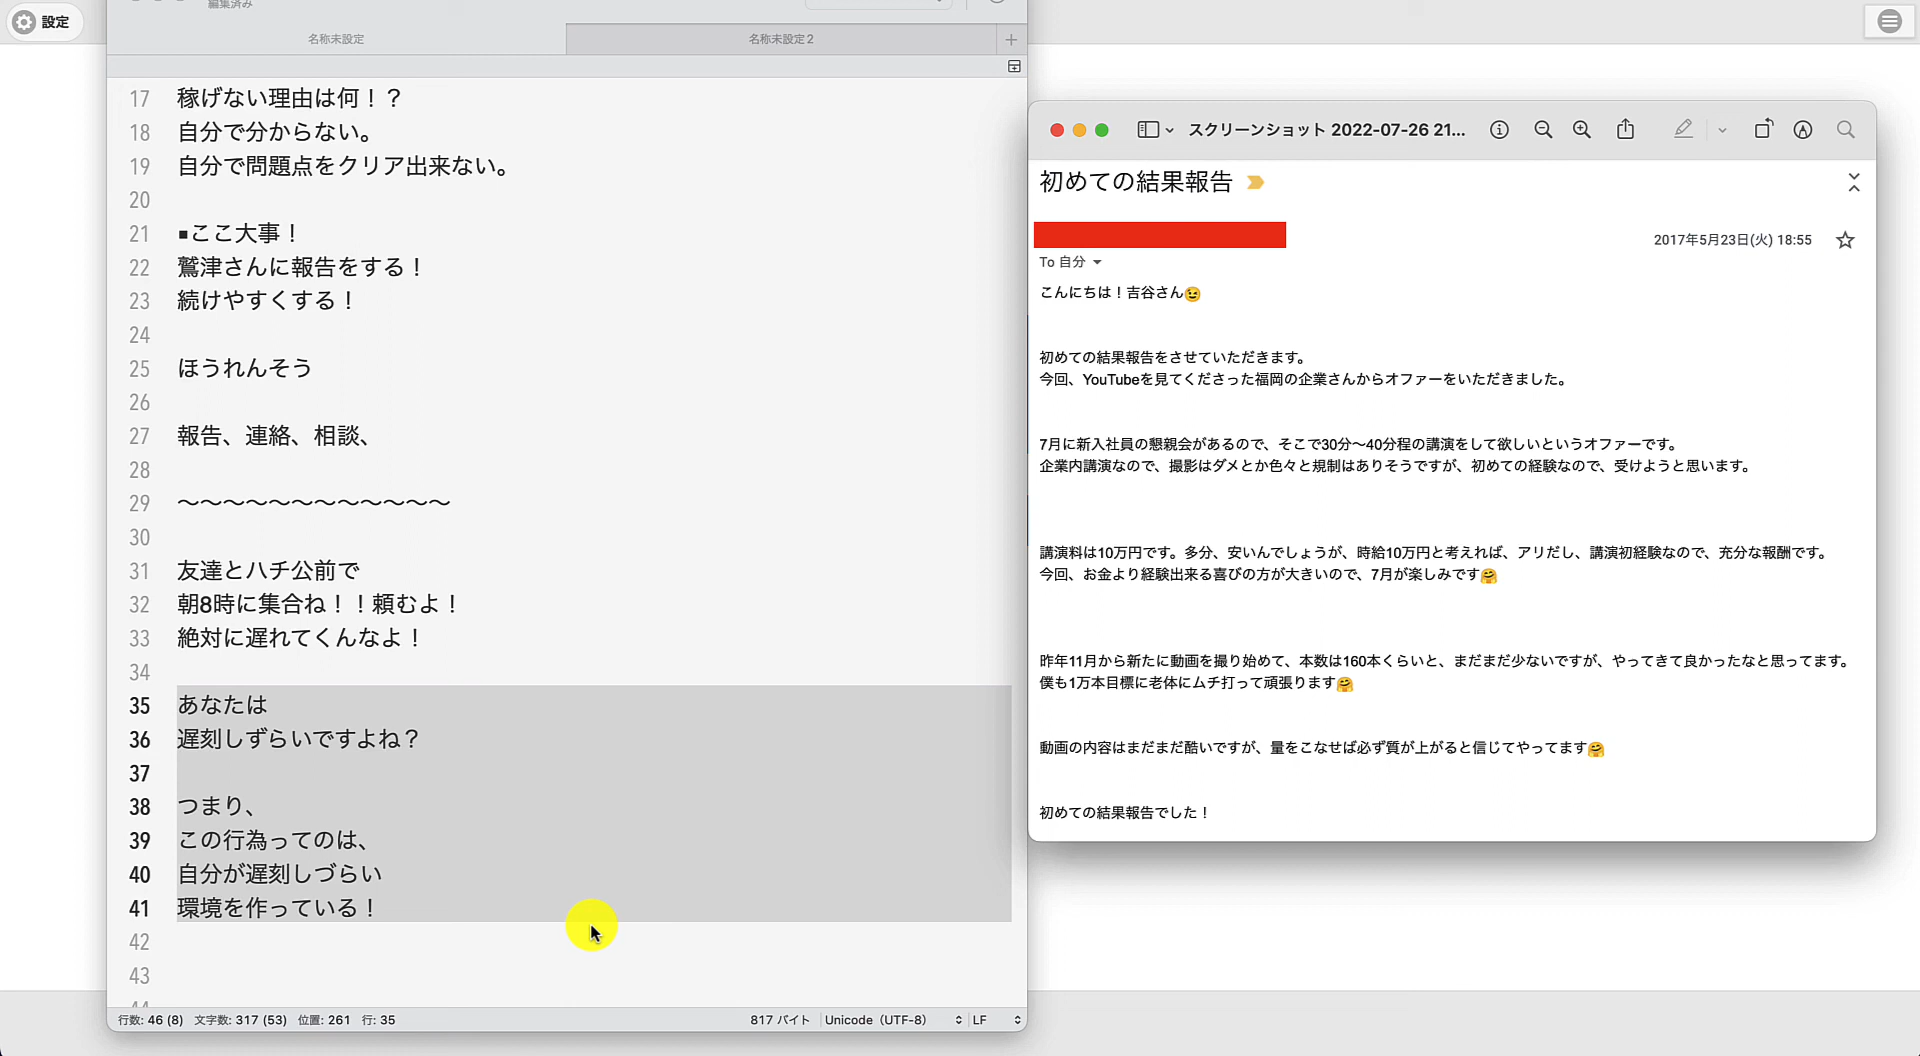 設定
編集済み
名称未設定
名称未設定2
17 稼げない理由は何！？
18 自分で分からない。
19 自分で問題点をクリア出来ない。
20
21 ▪ここ大事！
22 鷲津さんに報告をする！
23 続けやすくする！
24
25 ほうれんそう
26
27 報告、連絡、相談、
28
29 〜〜〜〜〜〜〜〜〜〜〜〜
30
31 友達とハチ公前で
32 朝8時に集合ね！！頼むよ！
33 絶対に遅れてくんなよ！
34
35 あなたは
36 遅刻しずらいですよね？
37
38 つまり、
39 この行為ってのは、
40 自分が遅刻しづらい
41 環境を作っている！
42
43
44
行数: 46 (8) 文字数: 317 (53) 位置: 261 行: 35
817 バイト Unicode（UTF-8） LF
スクリーンショット 2022-07-26 21...
初めての結果報告
2017年5月23日(火) 18:55
To 自分
こんにちは！吉谷さん😉
初めての結果報告をさせていただきます。
今回、YouTubeを見てくださった福岡の企業さんからオファーをいただきました。
7月に新入社員の懇親会があるので、そこで30分〜40分程の講演をして欲しいというオファーです。
企業内講演なので、撮影はダメとか色々と規制はありそうですが、初めての経験なので、受けようと思います。
講演料は10万円です。多分、安いんでしょうが、時給10万円と考えれば、アリだし、講演初経験なので、充分な報酬です。
今回、お金より経験出来る喜びの方が大きいので、7月が楽しみです🤗
昨年11月から新たに動画を撮り始めて、本数は160本くらいと、まだまだ少ないですが、やってきて良かったなと思ってます。
僕も1万本目標に老体にムチ打って頑張ります🤗
動画の内容はまだまだ酷いですが、量をこなせば必ず質が上がると信じてやってます🤗
初めての結果報告でした！